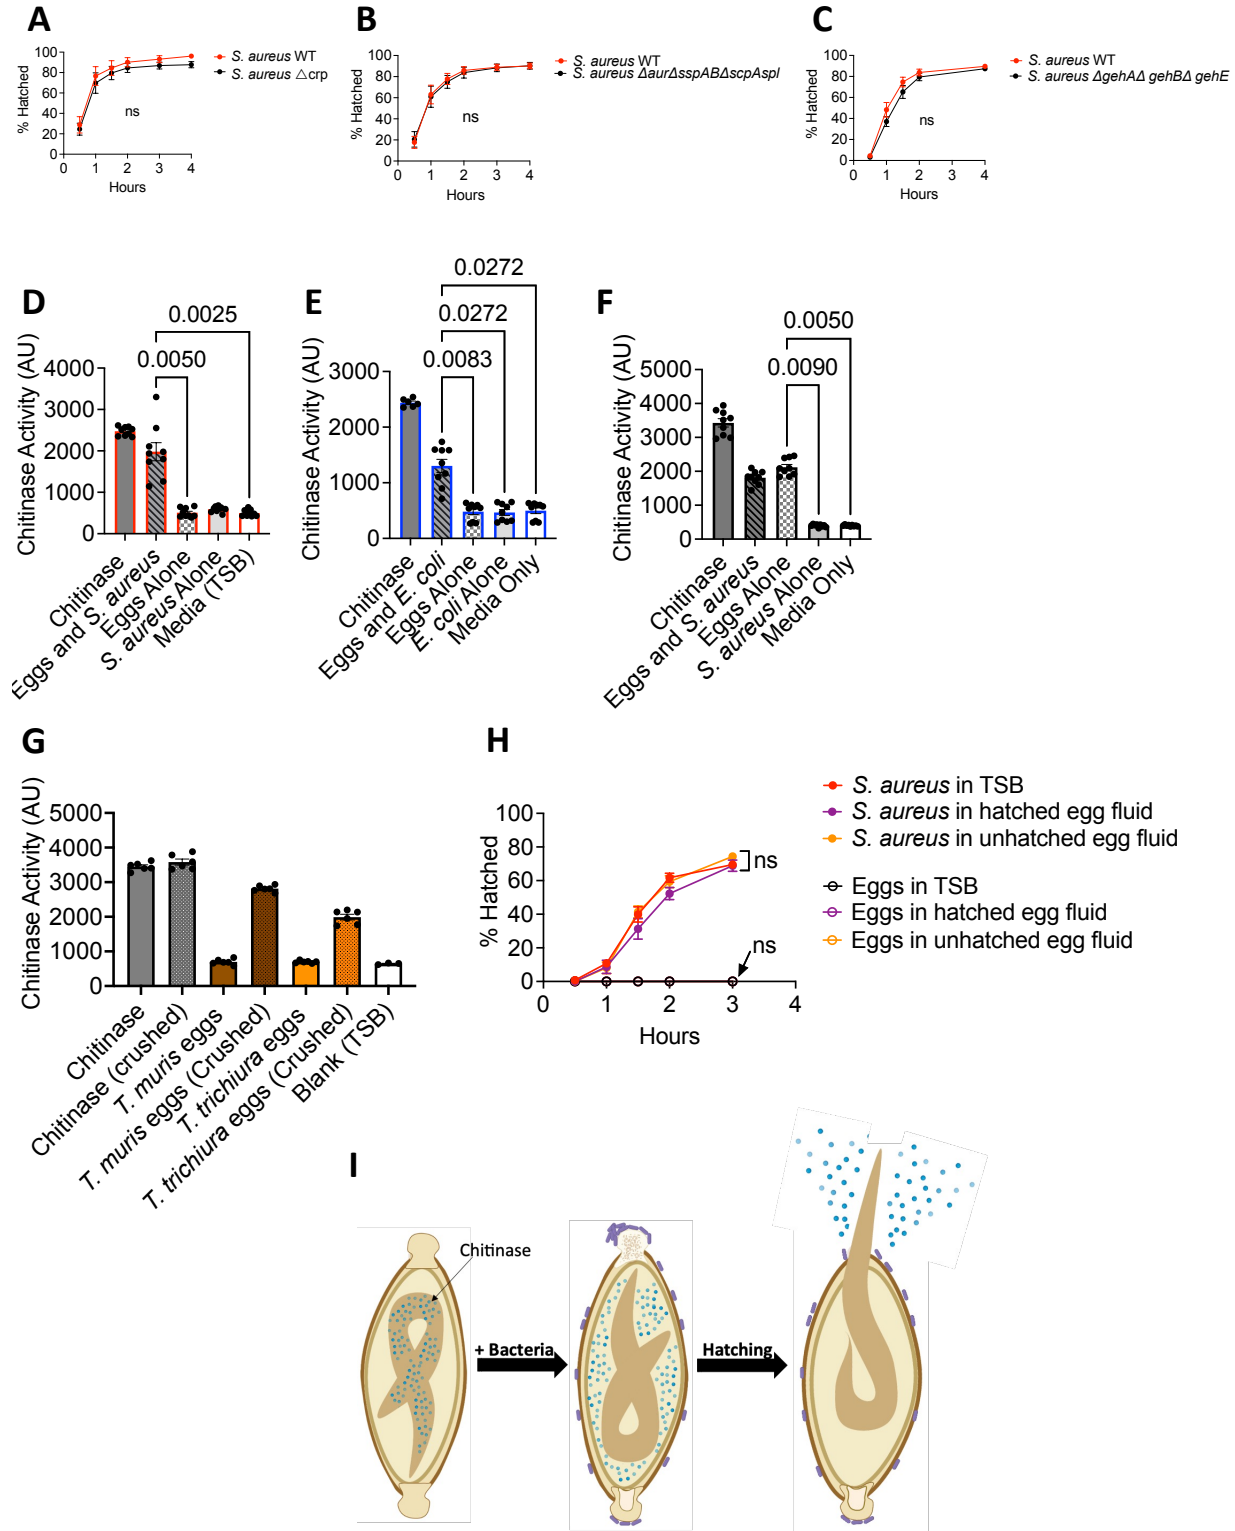 A
S. aureus WT
S. aureus △crp
% Hatched
100
80
60
40
20
0
ns
0 1 2 3 4
Hours
B
S. aureus WT
S. aureus ΔaurΔsspABΔscpAspl
% Hatched
100
80
60
40
20
0
ns
0 1 2 3 4
Hours
C
S. aureus WT
S. aureus ΔgehAΔ gehBΔ gehE
% Hatched
100
80
60
40
20
0
ns
0 1 2 3 4
Hours
D
0.0025
0.0050
Chitinase Activity (AU)
4000
3000
2000
1000
0
Chitinase
Eggs and S. aureus
Eggs Alone
S. aureus Alone
Media (TSB)
E
0.0272
0.0272
0.0083
Chitinase Activity (AU)
3000
2000
1000
0
Chitinase
Eggs and E. coli
Eggs Alone
E. coli Alone
Media Only
F
0.0050
0.0090
Chitinase Activity (AU)
5000
4000
3000
2000
1000
0
Chitinase
Eggs and S. aureus
Eggs Alone
S. aureus Alone
Media Only
G
Chitinase Activity (AU)
5000
4000
3000
2000
1000
0
Chitinase
Chitinase (crushed)
T. muris eggs
T. muris eggs (Crushed)
T. trichiura eggs
T. trichiura eggs (Crushed)
Blank (TSB)
H
% Hatched
100
80
60
40
20
0
ns
ns
0 1 2 3 4
Hours
S. aureus in TSB
S. aureus in hatched egg fluid
S. aureus in unhatched egg fluid
Eggs in TSB
Eggs in hatched egg fluid
Eggs in unhatched egg fluid
I
Chitinase
+ Bacteria
Hatching